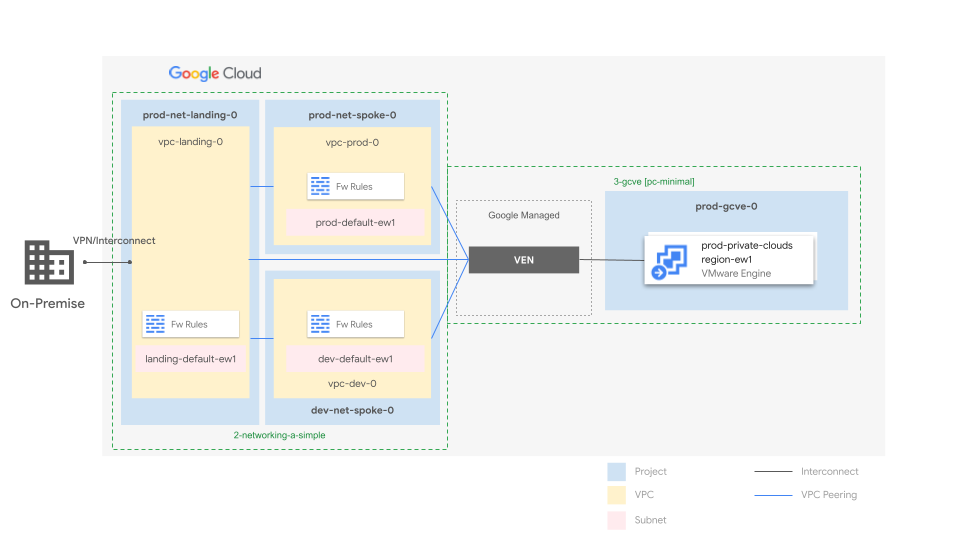 Google Cloud
prod-net-landing-0
vpc-landing-0
prod-net-spoke-0
vpc-prod-0
Fw Rules
prod-default-ew1
VPN/Interconnect
On-Premise
Fw Rules
landing-default-ew1
Fw Rules
dev-default-ew1
vpc-dev-0
dev-net-spoke-0
2-networking-a-simple
Google Managed
VEN
3-gcve [pc-minimal]
prod-gcve-0
prod-private-clouds
region-ew1
VMware Engine
Project
VPC
Subnet
Interconnect
VPC Peering